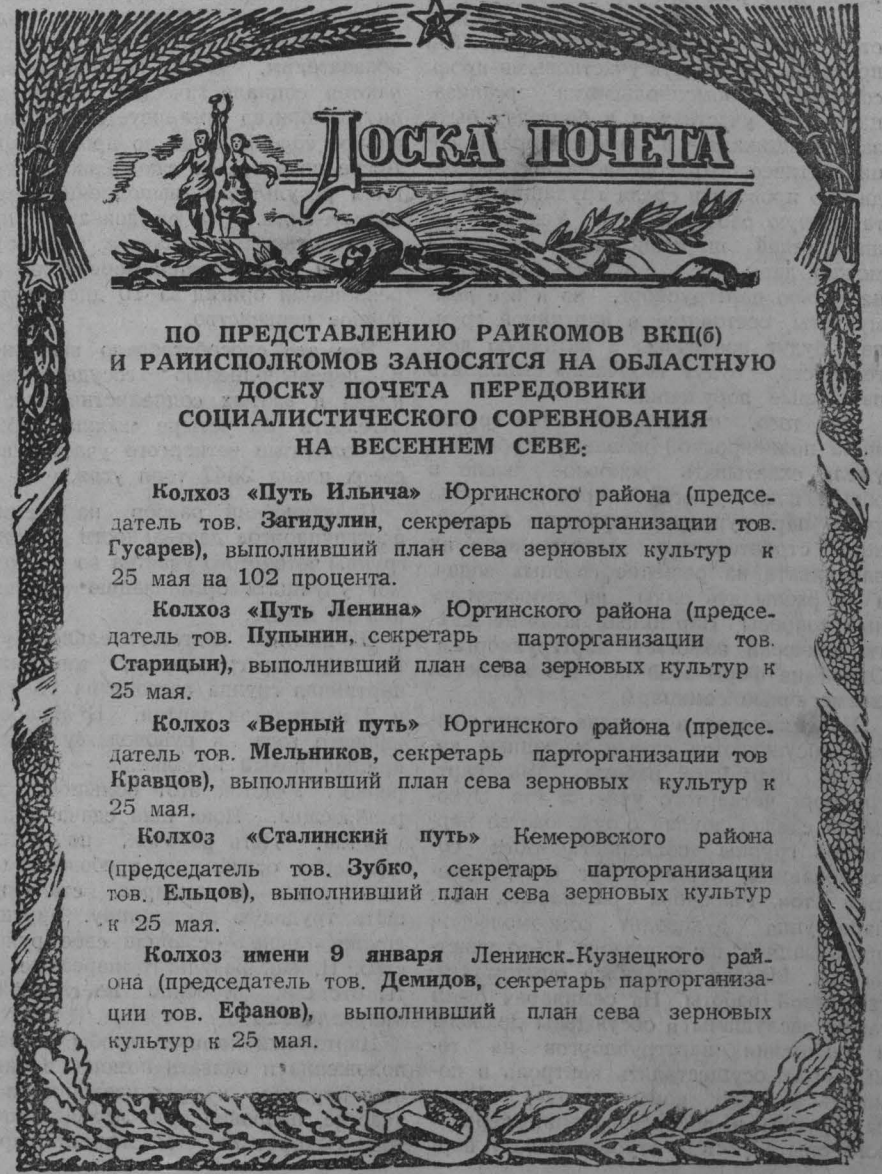 ДОСКА ПОЧЕТА
ПО ПРЕДСТАВЛЕНИЮ РАЙКОМОВ ВКП(б)
И РАЙИСПОЛКОМОВ ЗАНОСЯТСЯ НА ОБЛАСТНУЮ
ДОСКУ ПОЧЕТА ПЕРЕДОВИКИ
СОЦИАЛИСТИЧЕСКОГО СОРЕВНОВАНИЯ
НА ВЕСЕННЕМ СЕВЕ:
Колхоз «Путь Ильича» Юргинского района (предсе-
датель тов. Загидулин, секретарь парторганизации тов.
Гусарев), выполнивший план сева зерновых культур к
25 мая на 102 процента.
Колхоз «Путь Ленина» Юргинского района (предсе-
датель тов. Пупынин, секретарь парторганизации тов.
Старицын), выполнивший план сева зерновых культур к
25 мая.
Колхоз «Верный путь» Юргинского района (предсе-
датель тов. Мельников, секретарь парторганизации тов
Кравцов), выполнивший план сева зерновых культур к
25 мая.
Колхоз «Сталинский путь» Кемеровского района
(председатель тов. Зубко, секретарь парторганизации
тов. Ельцов), выполнивший план сева зерновых культур
к 25 мая.
Колхоз имени 9 января Ленинск-Кузнецкого рай-
она (председатель тов. Демидов, секретарь парторганиза-
ции тов. Ефанов), выполнивший план сева зерновых
культур к 25 мая.